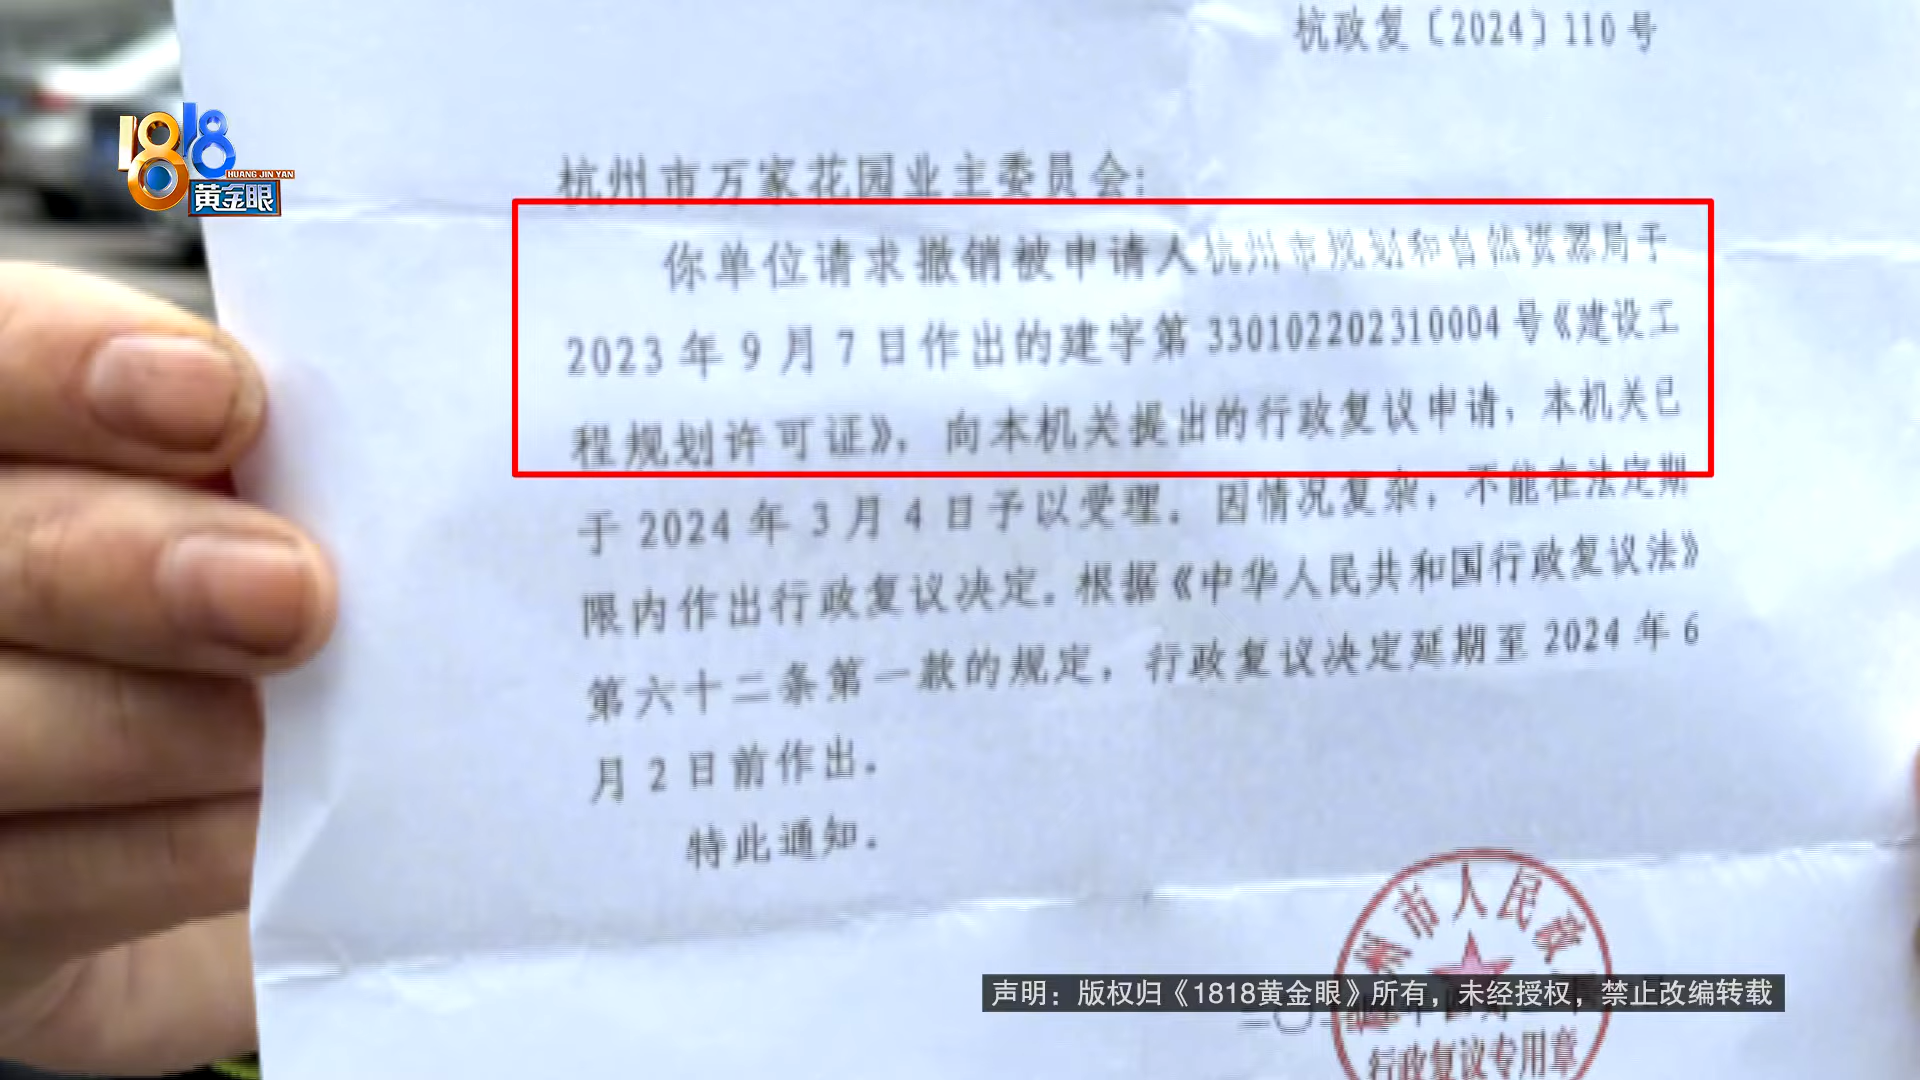 杭政复〔2024〕110号
1818
HUANG JIN YAN
黄金眼
杭州市万家花园业主委员会:
你单位请求撤销被申请人杭州市规划和自然资源局于
2023年9月7日作出的建字第330102202310004号《建设工
程规划许可证》，向本机关提出的行政复议申请，本机关已
于2024年3月4日予以受理。因情况复杂，不能在法定期
限内作出行政复议决定。根据《中华人民共和国行政复议法》
第六十二条第一款的规定，行政复议决定延期至2024年6
月2日前作出。
特此通知。
州市人民政
声明：版权归《1818黄金眼》所有，未经授权，禁止改编转载
行政复议专用章